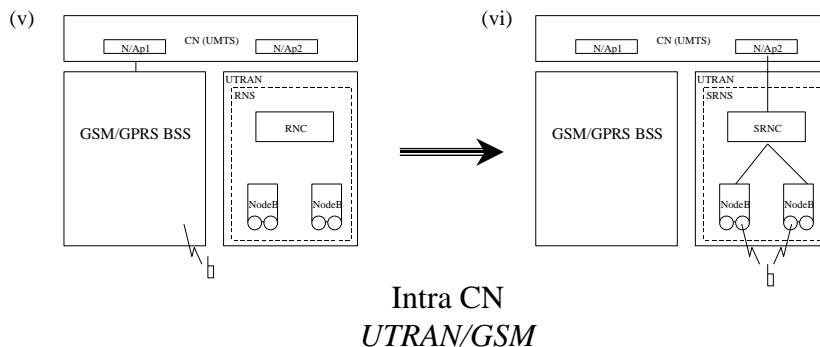 (v)
N/Ap1
CN (UMTS)
N/Ap2
GSM/GPRS BSS
UTRAN
RNS
RNC
NodeB
NodeB
(vi)
N/Ap1
CN (UMTS)
N/Ap2
GSM/GPRS BSS
UTRAN
SRNS
SRNC
NodeB
NodeB
Intra CN
UTRAN/GSM